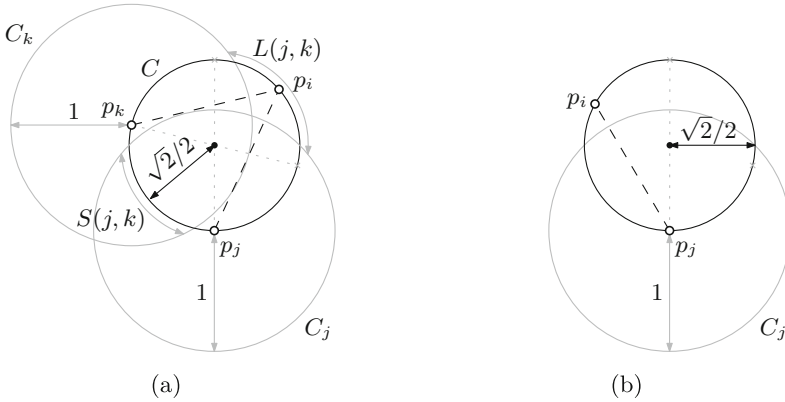 C_k
C
L(j, k)
p_i
p_k
1
√2/2
S(j, k)
p_j
1
C_j
(a)
p_i
√2/2
p_j
1
C_j
(b)